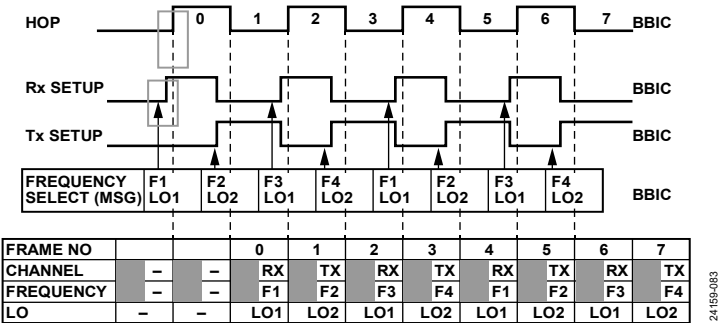 HOP 0 1 2 3 4 5 6 7 BBIC
Rx SETUP BBIC
Tx SETUP BBIC
FREQUENCY SELECT (MSG) F1 LO1 F2 LO2 F3 LO1 F4 LO2 F1 LO1 F2 LO2 F3 LO1 F4 LO2 BBIC
FRAME NO 0 1 2 3 4 5 6 7
CHANNEL – – RX TX RX TX RX TX RX TX
FREQUENCY – – F1 F2 F3 F4 F1 F2 F3 F4
LO – – LO1 LO2 LO1 LO2 LO1 LO2 LO1 LO2
24159-083